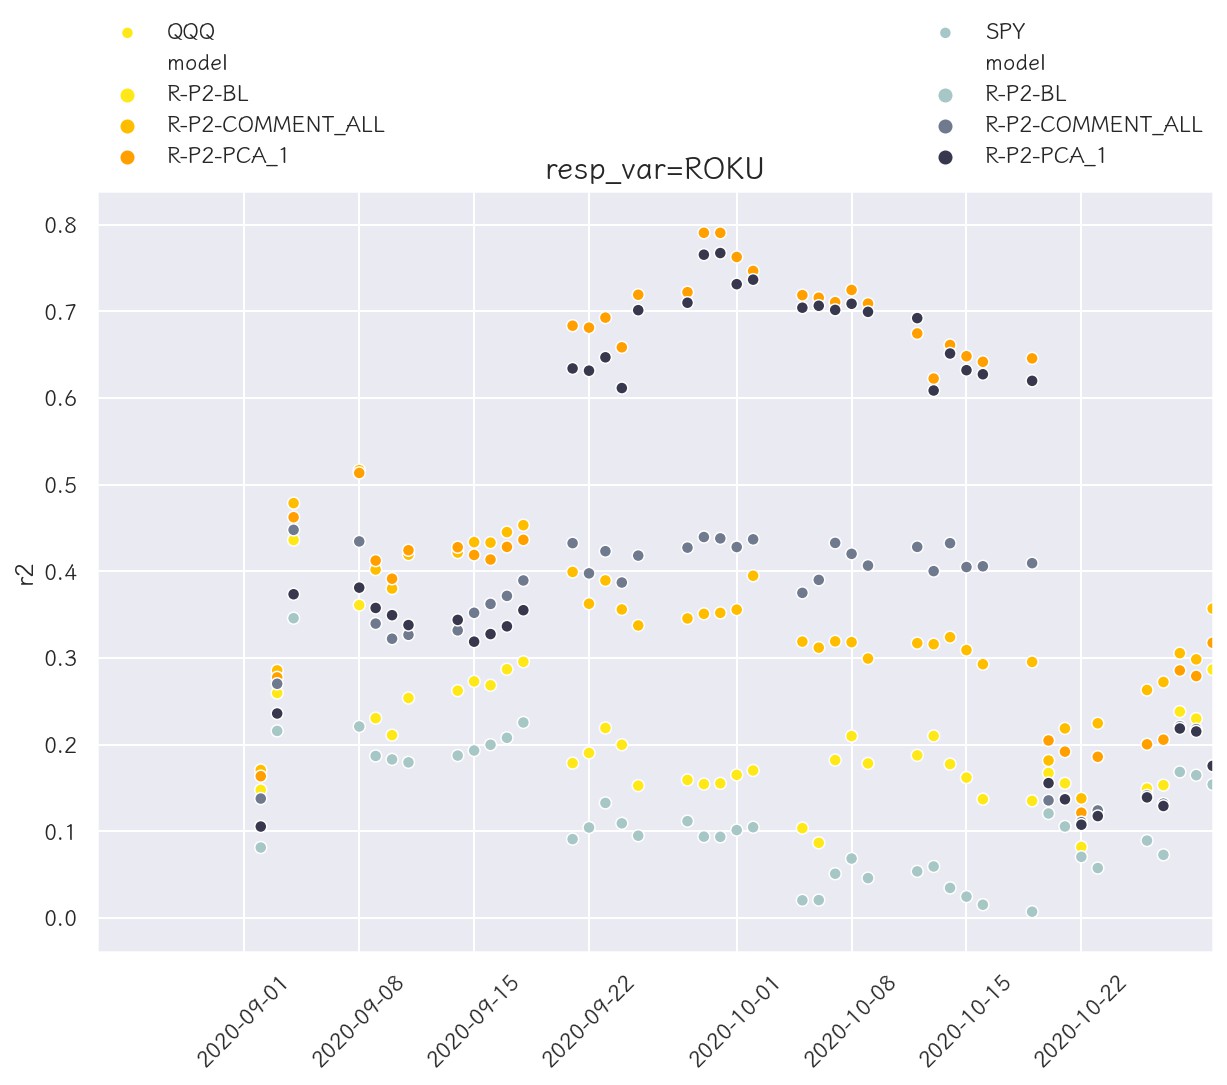 QQQ
model
R-P2-BL
R-P2-COMMENT_ALL
R-P2-PCA_1
SPY
model
R-P2-BL
R-P2-COMMENT_ALL
R-P2-PCA_1
resp_var=ROKU
0.8
0.7
0.6
0.5
0.4
0.3
0.2
0.1
0.0
r2
2020-09-01
2020-09-08
2020-09-15
2020-09-22
2020-10-01
2020-10-08
2020-10-15
2020-10-22